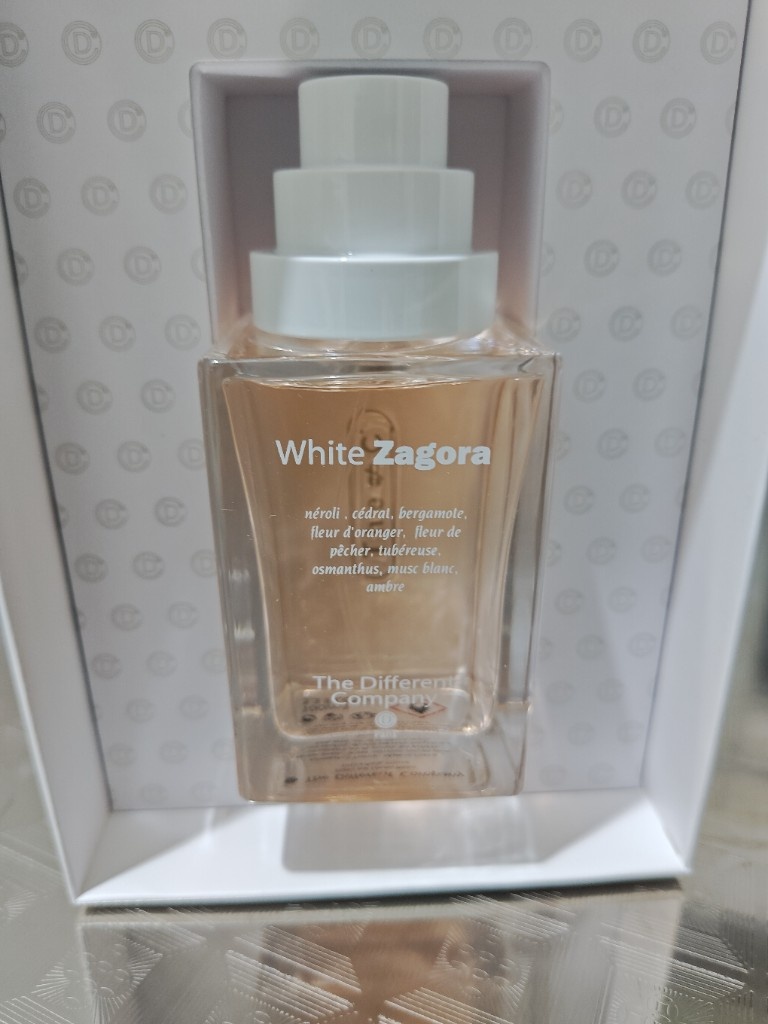 White Zagora
néroli , cédrat, bergamote,
fleur d'oranger, fleur de
pêcher, tubéreuse,
osmanthus, musc blanc,
ambre
The Different
Company